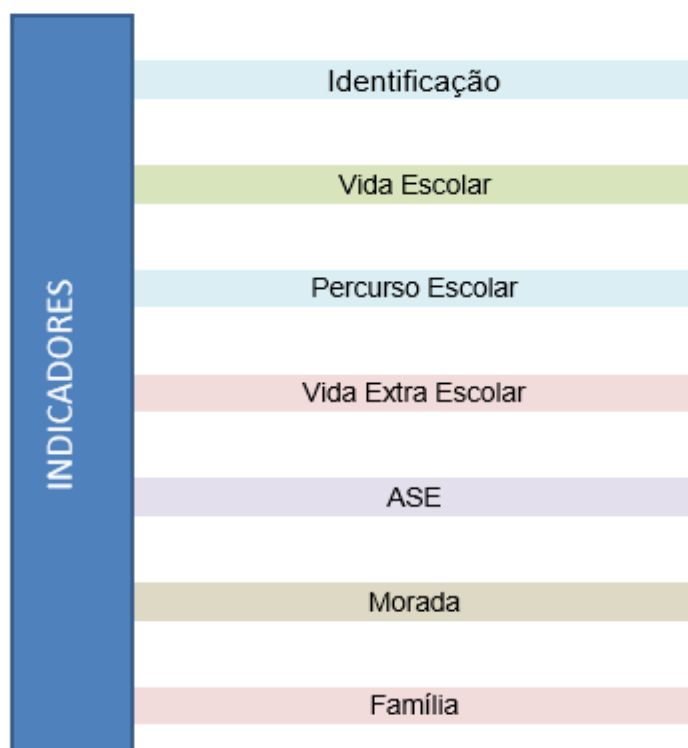 INDICADORES
Identificação
Vida Escolar
Percurso Escolar
Vida Extra Escolar
ASE
Morada
Família